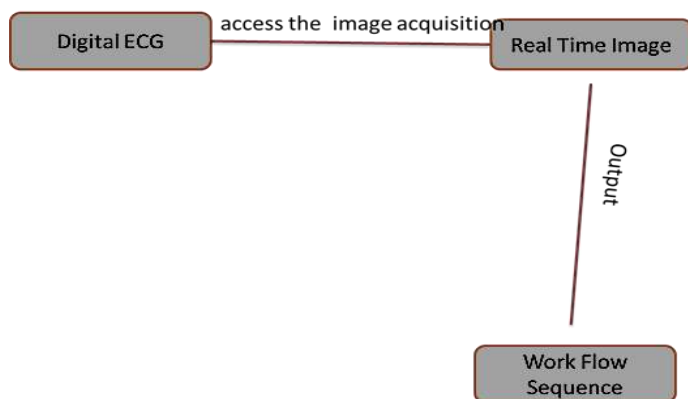 access the image acquisition
Digital ECG
Real Time Image
Output
Work Flow
Sequence